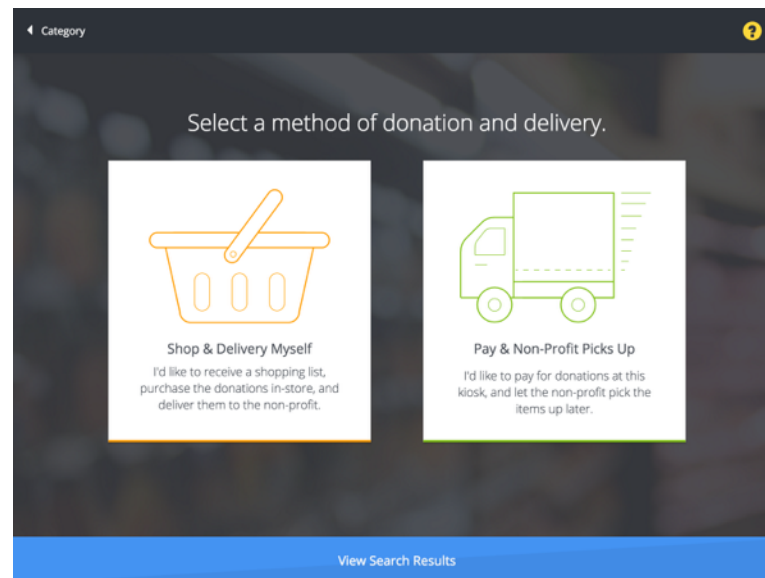 Category
?
Select a method of donation and delivery.
Shop & Delivery Myself
I'd like to receive a shopping list,
purchase the donations in-store, and
deliver them to the non-profit.
Pay & Non-Profit Picks Up
I'd like to pay for donations at this
kiosk, and let the non-profit pick the
items up later.
View Search Results